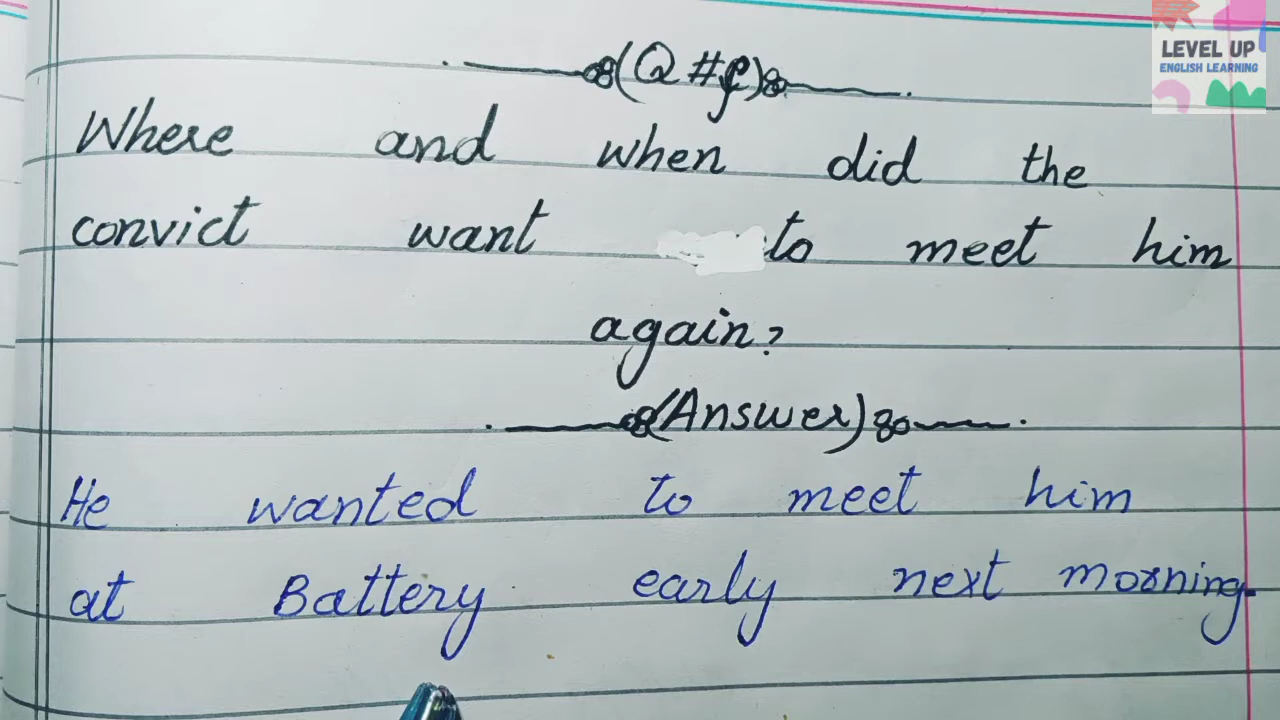 LEVEL UP
ENGLISH LEARNING
(Q #
Where and when did the
convict want to meet him
again?
(Answer)
He wanted to meet him
at Battery early next morning.